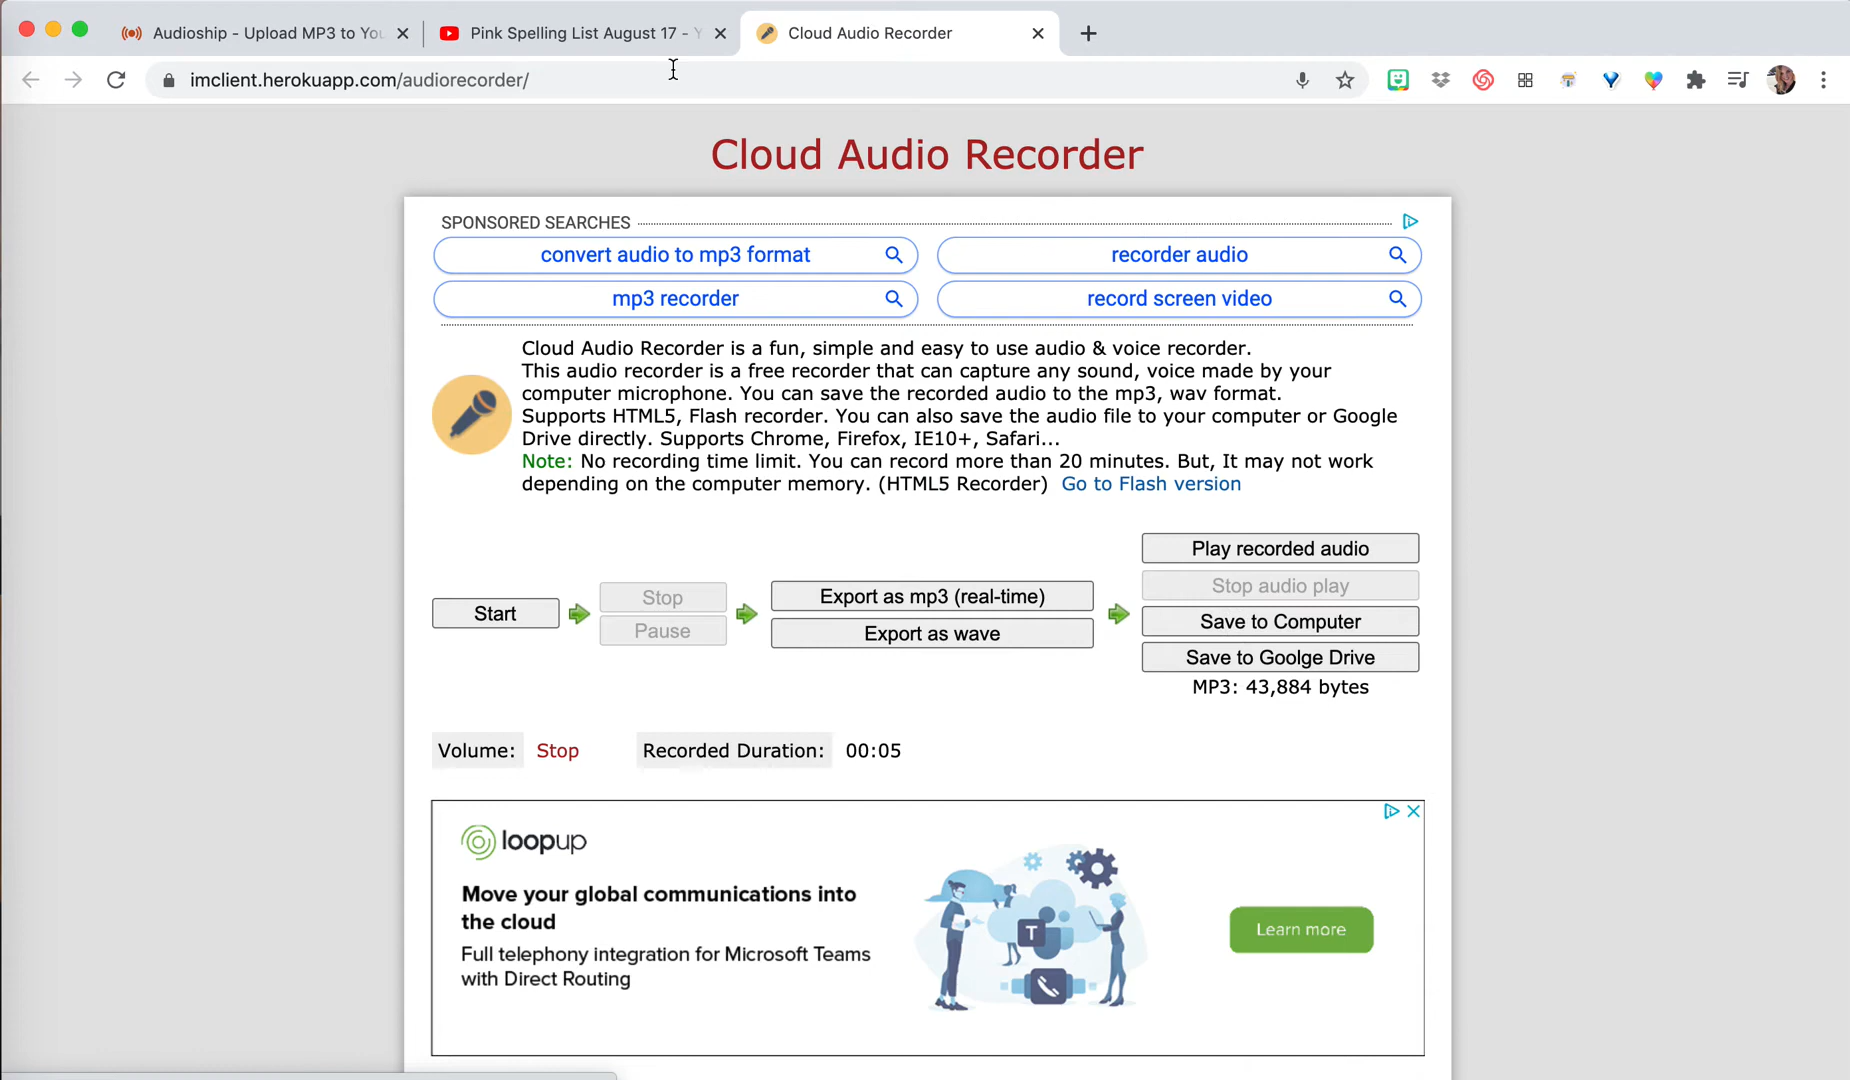 Audioship - Upload MP3 to You
Pink Spelling List August 17 - Y
Cloud Audio Recorder
imclient.herokuapp.com/audiorecorder/
Cloud Audio Recorder
SPONSORED SEARCHES
convert audio to mp3 format
recorder audio
mp3 recorder
record screen video
Cloud Audio Recorder is a fun, simple and easy to use audio & voice recorder.
This audio recorder is a free recorder that can capture any sound, voice made by your
computer microphone. You can save the recorded audio to the mp3, wav format.
Supports HTML5, Flash recorder. You can also save the audio file to your computer or Google
Drive directly. Supports Chrome, Firefox, IE10+, Safari...
Note: No recording time limit. You can record more than 20 minutes. But, It may not work
depending on the computer memory. (HTML5 Recorder) Go to Flash version
Start
Stop
Pause
Export as mp3 (real-time)
Export as wave
Play recorded audio
Stop audio play
Save to Computer
Save to Goolge Drive
MP3: 43,884 bytes
Volume: Stop
Recorded Duration: 00:05
loopup
Move your global communications into
the cloud
Full telephony integration for Microsoft Teams
with Direct Routing
T
Learn more